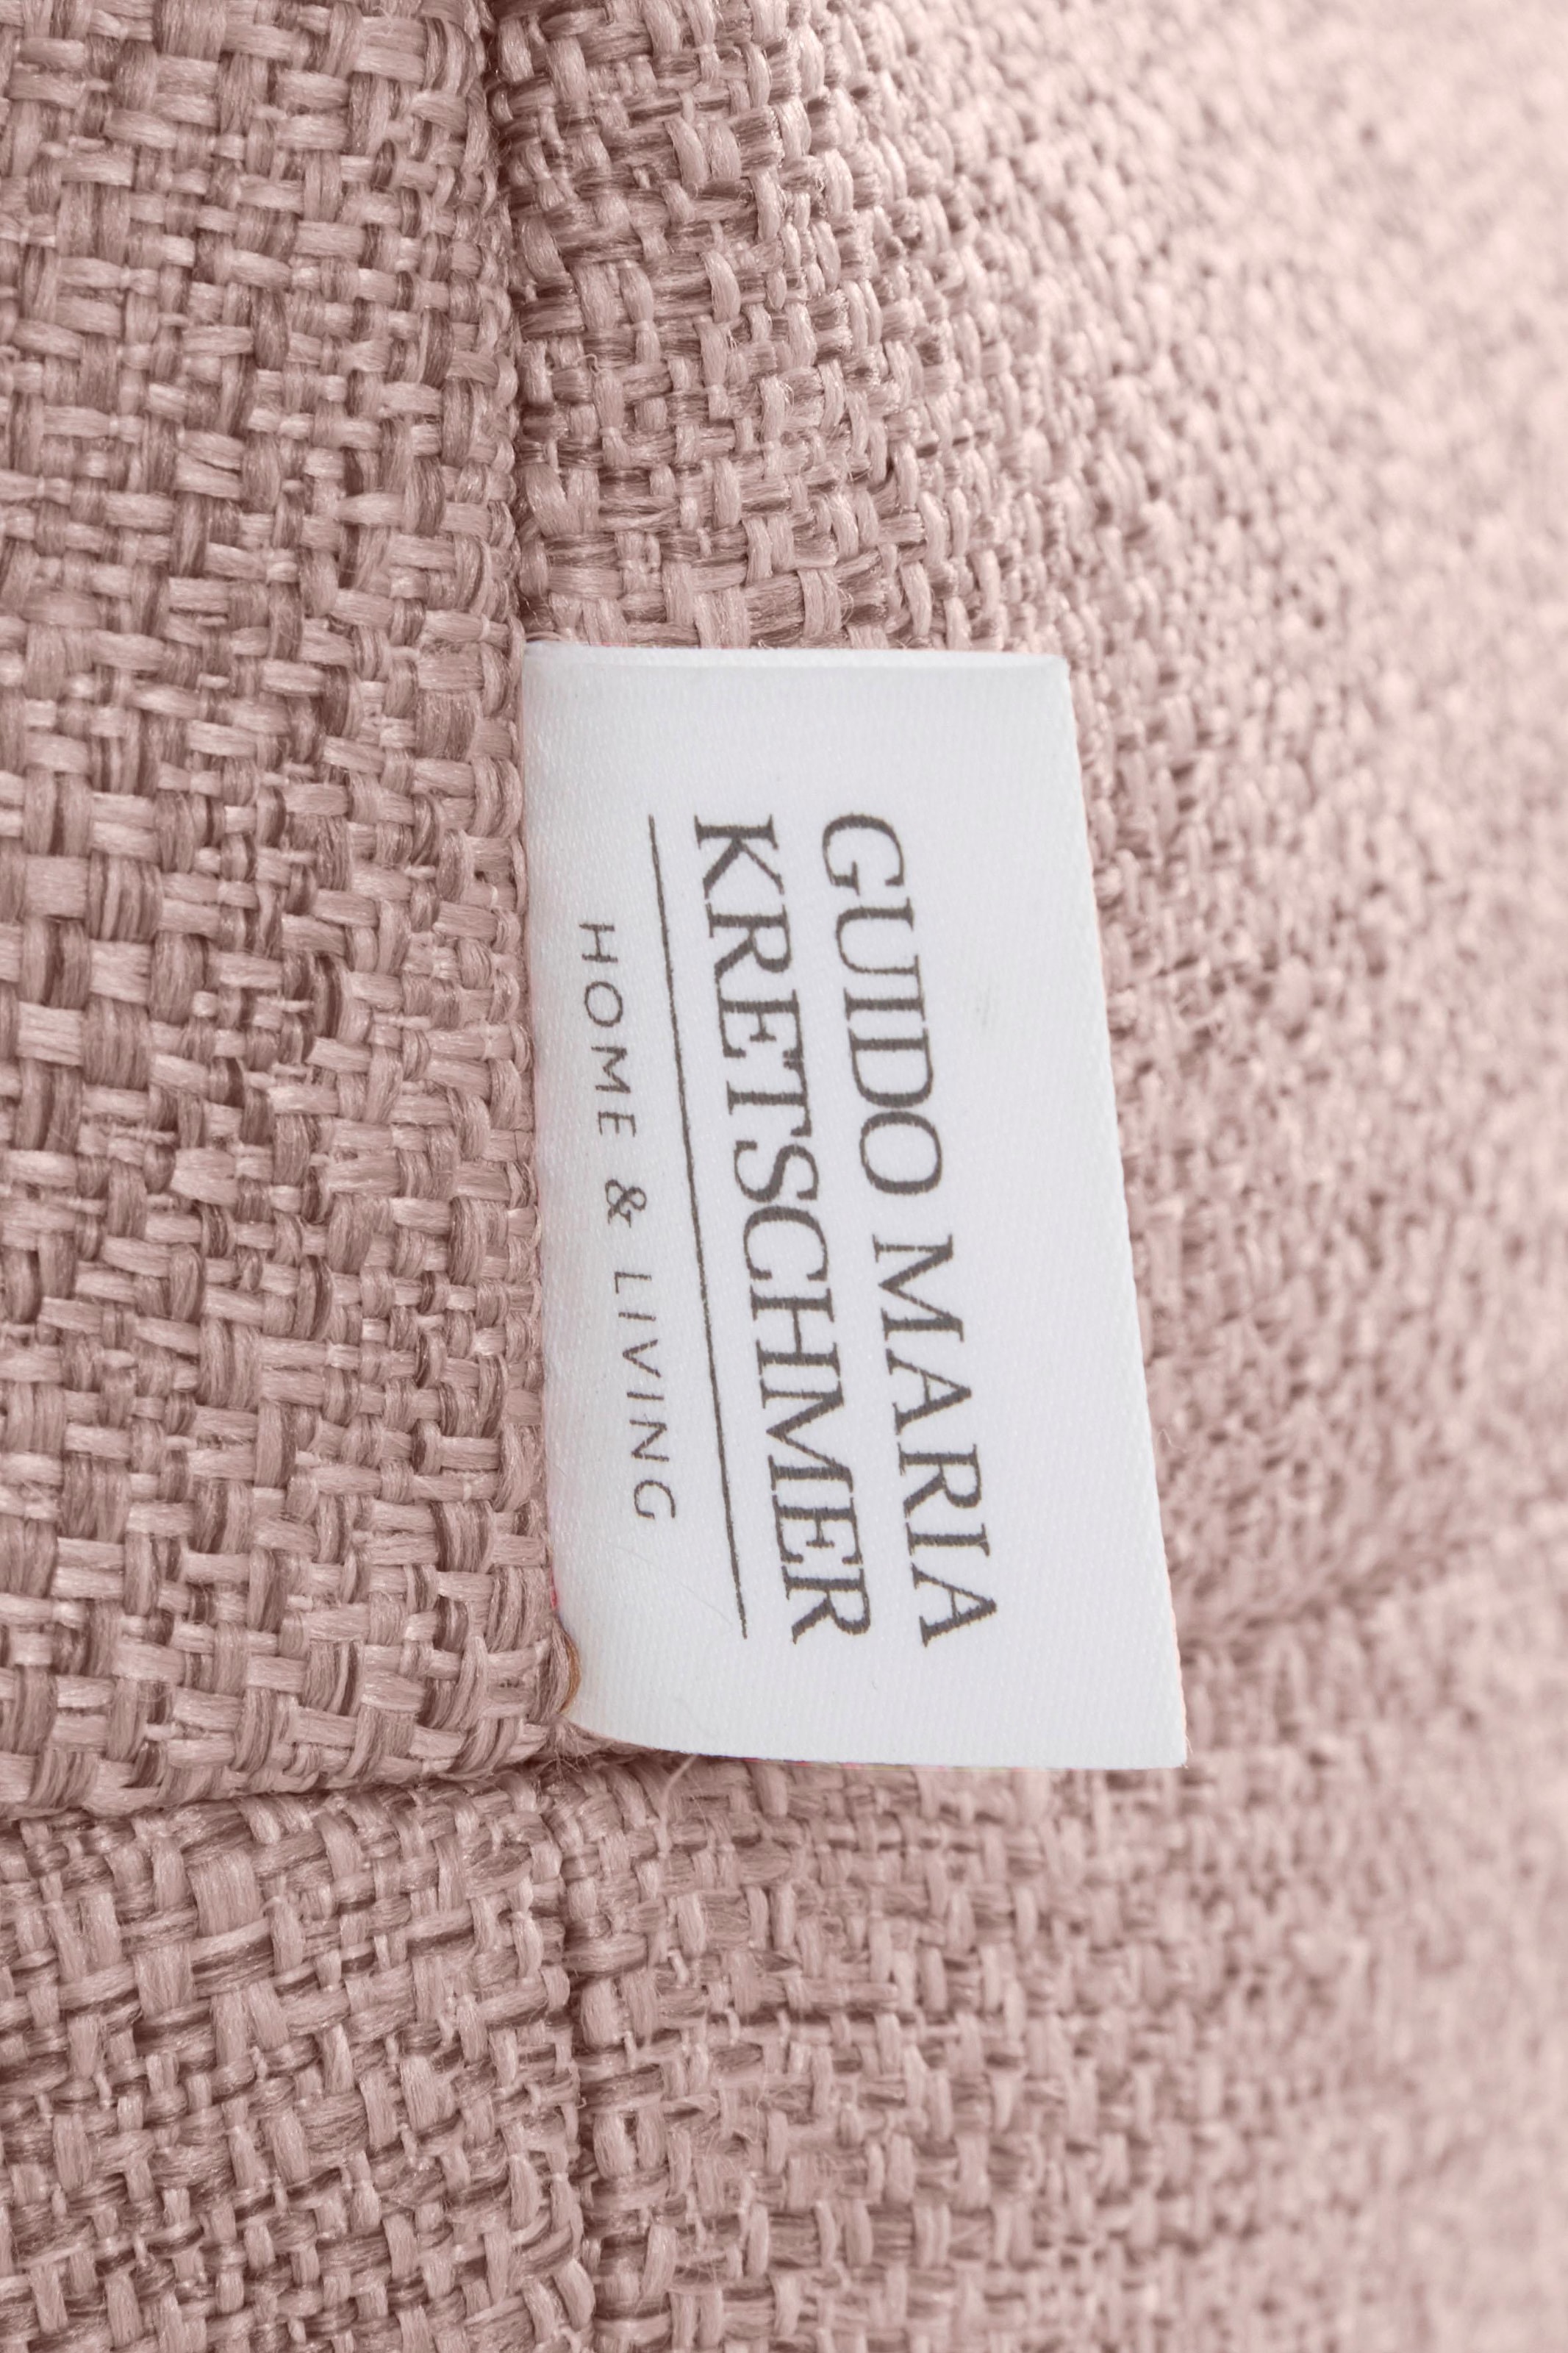 GUIDO MARIA
KRETSCHMER
HOME & LIVING